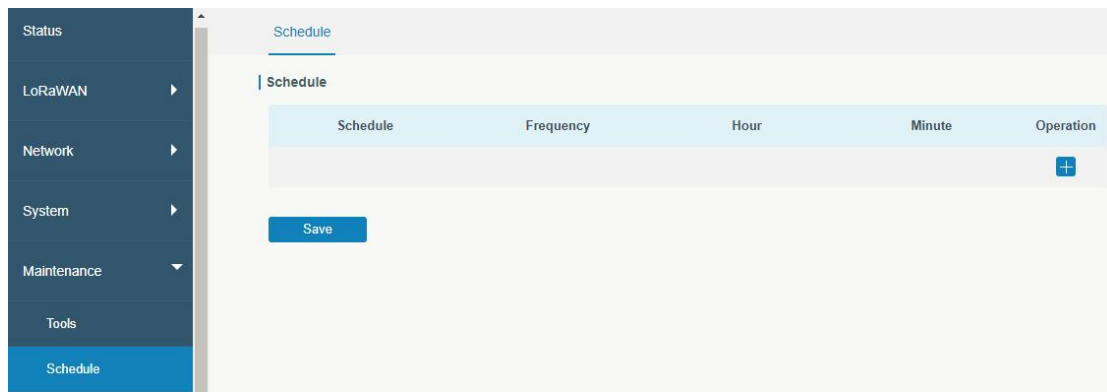 Status
LoRaWAN
Network
System
Maintenance
Tools
Schedule
Schedule
Schedule
Schedule Frequency Hour Minute Operation
Save